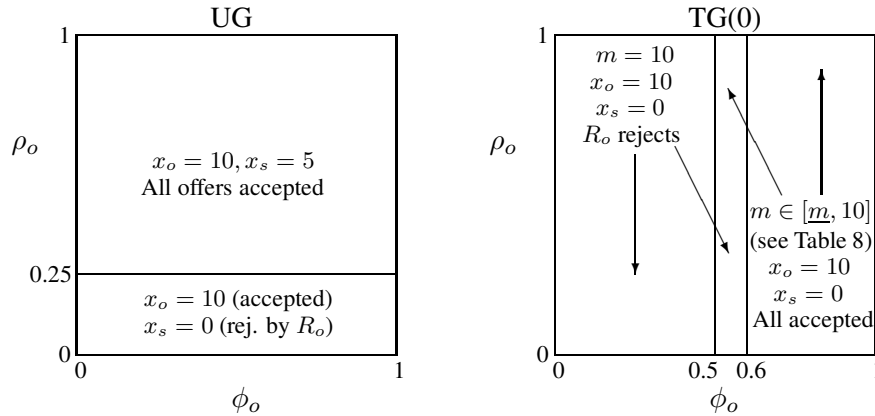 UG
1
ρ_o
x_o = 10, x_s = 5
All offers accepted
0.25
x_o = 10 (accepted)
x_s = 0 (rej. by R_o)
0
0
1
ϕ_o
TG(0)
1
m = 10
x_o = 10
x_s = 0
R_o rejects
ρ_o
m ∈ [m̲, 10]
(see Table 8)
x_o = 10
x_s = 0
All accepted
0
0
0.5
0.6
1
ϕ_o